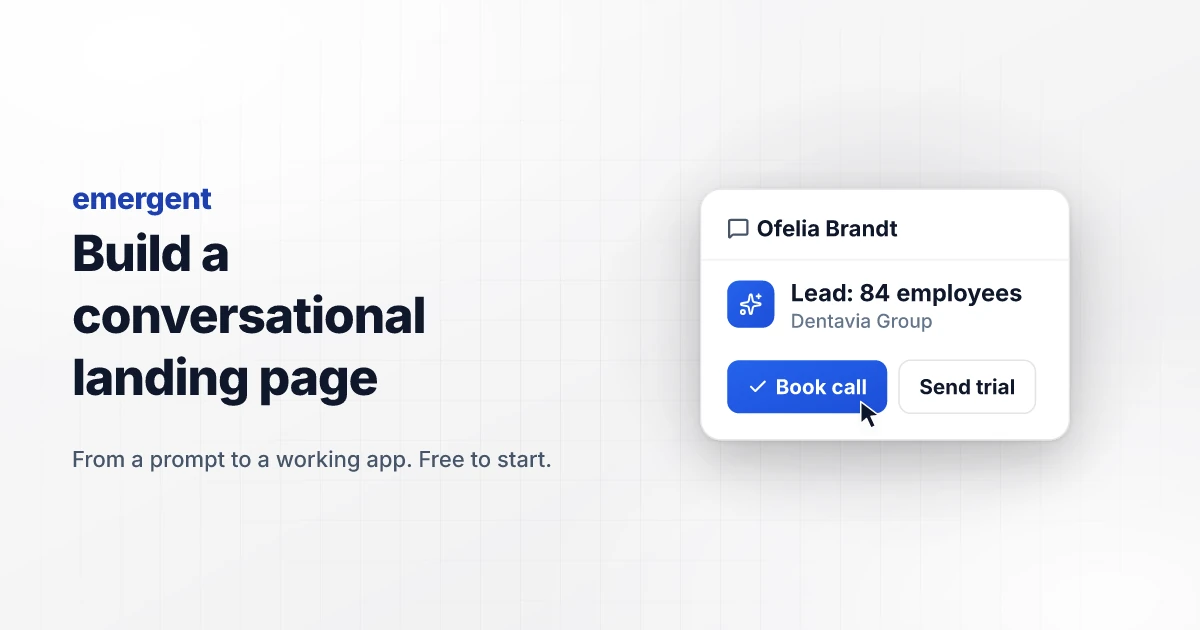 emergent
Build a
conversational
landing page
From a prompt to a working app. Free to start.
Ofelia Brandt
Lead: 84 employees
Dentavia Group
Book call
Send trial